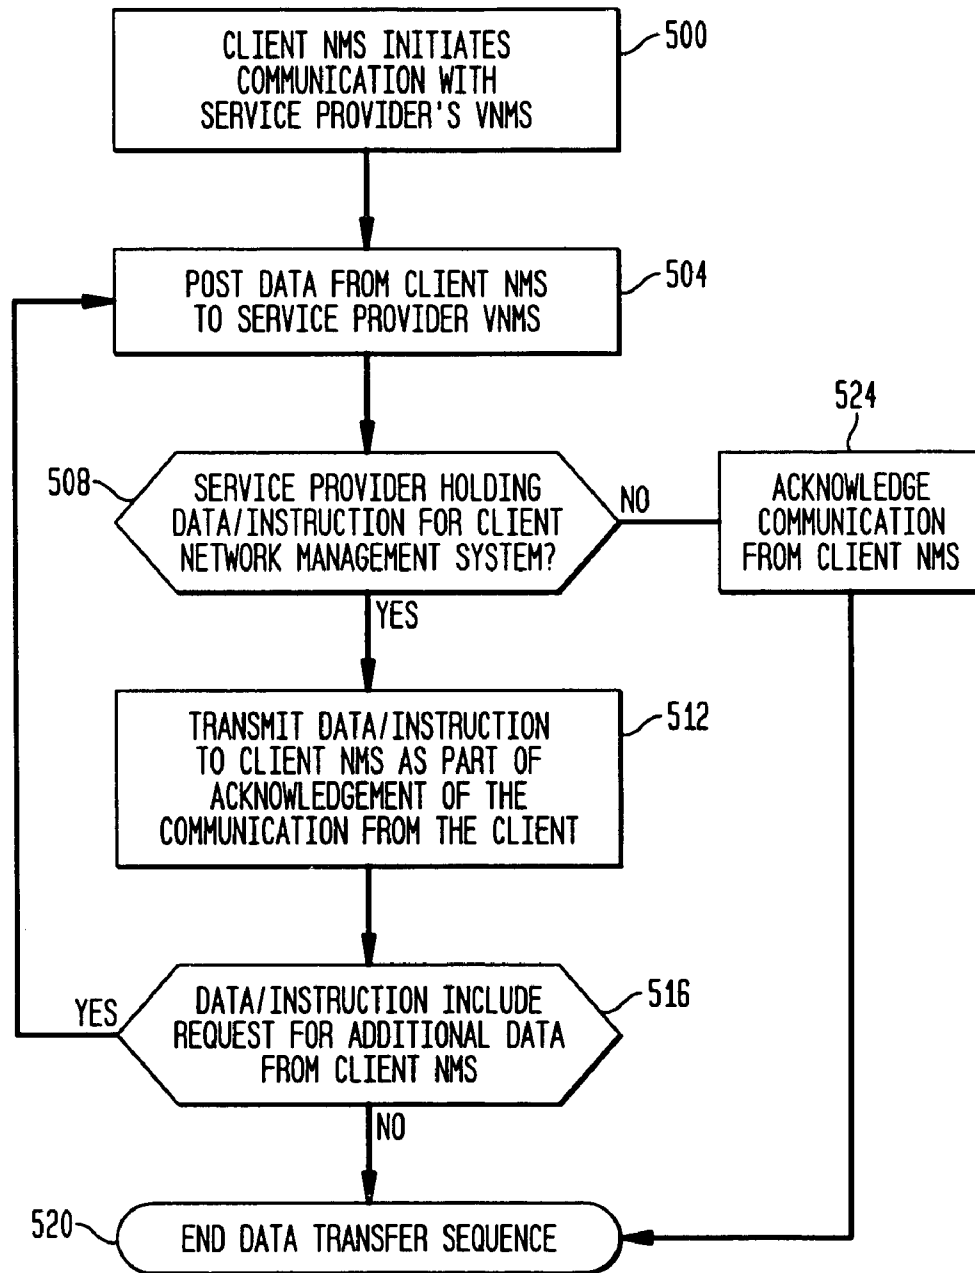 CLIENT NMS INITIATES
COMMUNICATION WITH
SERVICE PROVIDER'S VNMS
500
POST DATA FROM CLIENT NMS
TO SERVICE PROVIDER VNMS
504
508
SERVICE PROVIDER HOLDING
DATA/INSTRUCTION FOR CLIENT
NETWORK MANAGEMENT SYSTEM?
NO
524
ACKNOWLEDGE
COMMUNICATION
FROM CLIENT NMS
YES
TRANSMIT DATA/INSTRUCTION
TO CLIENT NMS AS PART OF
ACKNOWLEDGEMENT OF THE
COMMUNICATION FROM THE CLIENT
512
YES
DATA/INSTRUCTION INCLUDE
REQUEST FOR ADDITIONAL DATA
FROM CLIENT NMS
516
NO
520
END DATA TRANSFER SEQUENCE